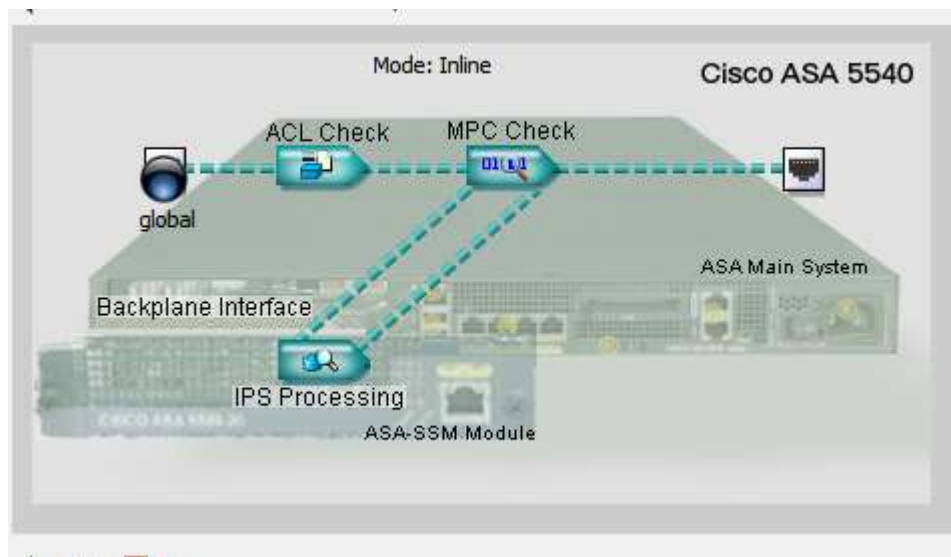 Mode: Inline
Cisco ASA 5540
ACL Check
MPC Check
global
ASA Main System
Backplane Interface
IPS Processing
ASA-SSM Module